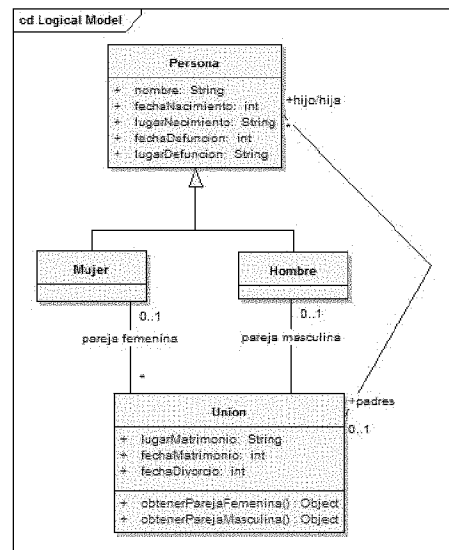 cd Logical Model
Persona
+ nombre: String
+ fechaNacimiento: int
+ lugarNacimiento: String
+ fechaDefuncion: int
+ lugarDefuncion: String
+hijo/hija
*
Mujer
Hombre
0..1
0..1
pareja femenina
pareja masculina
*
+padres
0..1
Union
+ lugarMatrimonio: String
+ fechaMatrimonio: int
+ fechaDivorcio: int
+ obtenerParejaFemenina() : Object
+ obtenerParejaMasculina() : Object